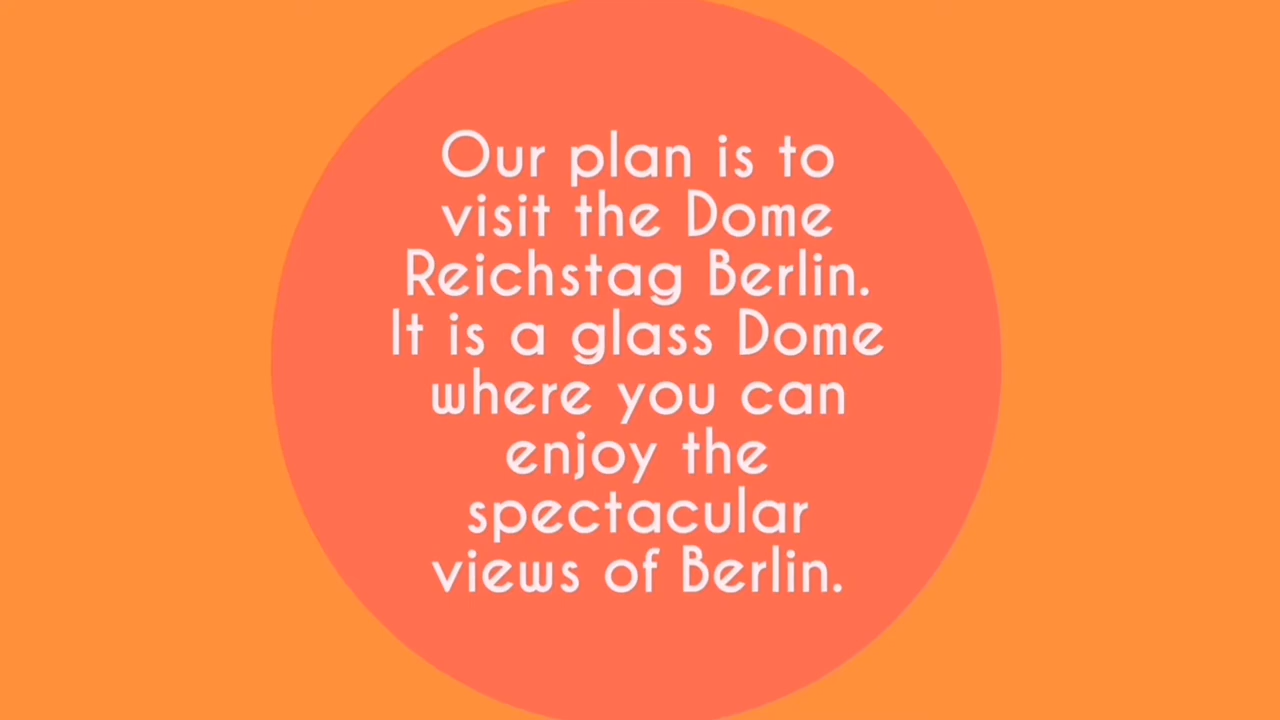 Our plan is to
visit the Dome
Reichstag Berlin.
It is a glass Dome
where you can
enjoy the
spectacular
views of Berlin.